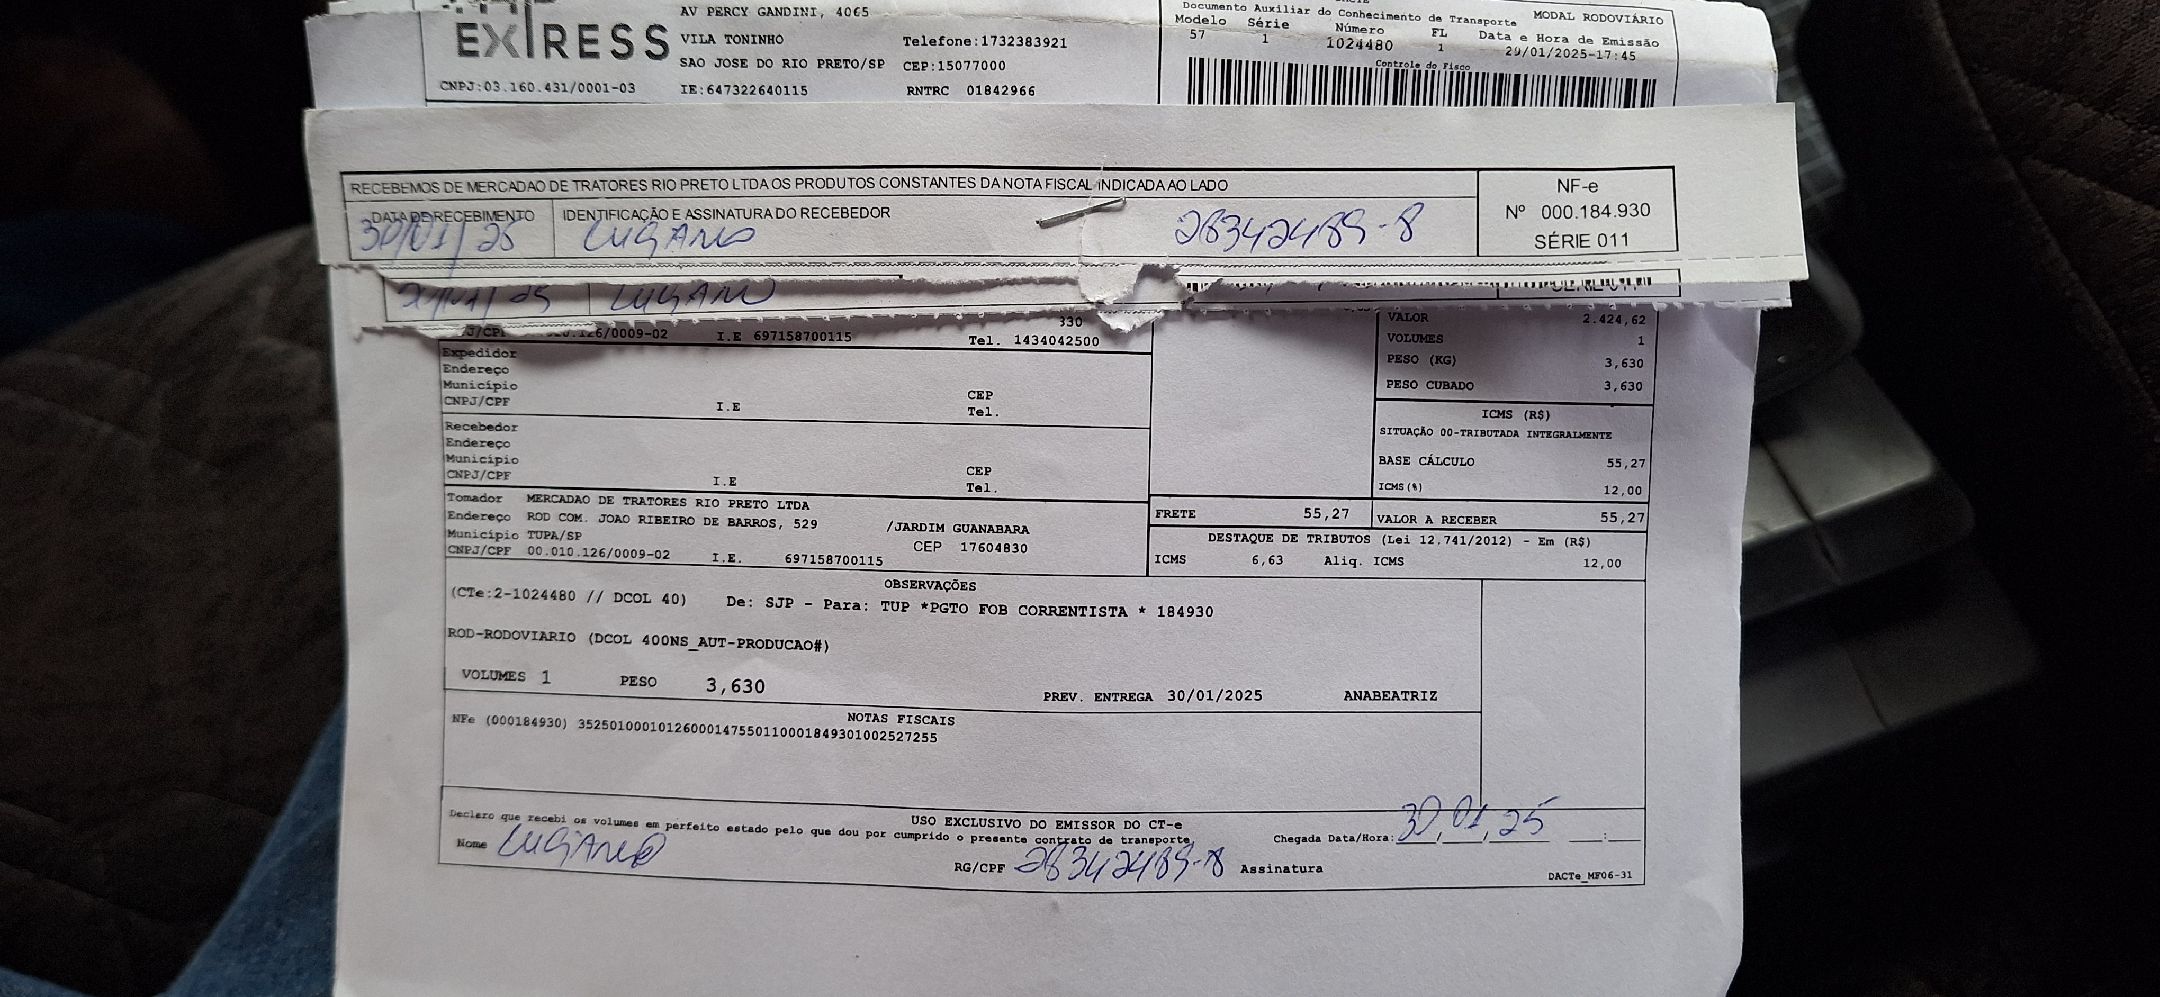 EXPRESS
AV PERCY GANDINI, 4065
VILA TONINHO
Telefone:1732383921
SAO JOSE DO RIO PRETO/SP CEP:15077000
CNPJ:03.160.431/0001-03 IE:647322640115 RNTRC 01842966
Documento Auxiliar do Conhecimento de Transporte MODAL RODOVIÁRIO
Modelo Série Número FL Data e Hora de Emissão
57 1 1024480 1 29/01/2025-17:45
Controle do Fisco
RECEBEMOS DE MERCADAO DE TRATORES RIO PRETO LTDA OS PRODUTOS CONSTANTES DA NOTA FISCAL INDICADA AO LADO
DATA DE RECEBIMENTO IDENTIFICAÇÃO E ASSINATURA DO RECEBEDOR
30/01/25 LUCIANO 28342489-8
NF-e
Nº 000.184.930
SÉRIE 011
LUCIANO
330
/0009-02 I.E 697158700115 Tel. 1434042500
Expedidor
Endereço
Município CEP
CNPJ/CPF I.E Tel.
Recebedor
Endereço
Município CEP
CNPJ/CPF I.E Tel.
VALOR 2.424,62
VOLUMES 1
PESO (KG) 3,630
PESO CUBADO 3,630
ICMS (R$)
SITUAÇÃO 00-TRIBUTADA INTEGRALMENTE
BASE CÁLCULO 55,27
ICMS(%) 12,00
Tomador MERCADAO DE TRATORES RIO PRETO LTDA
Endereço ROD COM. JOAO RIBEIRO DE BARROS, 529 /JARDIM GUANABARA
Município TUPA/SP CEP 17604830
CNPJ/CPF 00.010.126/0009-02 I.E. 697158700115
FRETE 55,27 VALOR A RECEBER 55,27
DESTAQUE DE TRIBUTOS (Lei 12.741/2012) - Em (R$)
ICMS 6,63 Aliq. ICMS 12,00
OBSERVAÇÕES
(CTe:2-1024480 // DCOL 40) De: SJP - Para: TUP *PGTO FOB CORRENTISTA * 184930
ROD-RODOVIARIO (DCOL 400NS_AUT-PRODUCAO#)
VOLUMES 1 PESO 3,630 PREV. ENTREGA 30/01/2025 ANABEATRIZ
NOTAS FISCAIS
NFe (000184930) 35250100010126000147550110001849301002527255
USO EXCLUSIVO DO EMISSOR DO CT-e
Declaro que recebi os volumes em perfeito estado pelo que dou por cumprido o presente contrato de transporte
Chegada Data/Hora: 30,01,25 __:__
Nome LUCIANO RG/CPF 28342489-8 Assinatura
DACTe_MF06-31